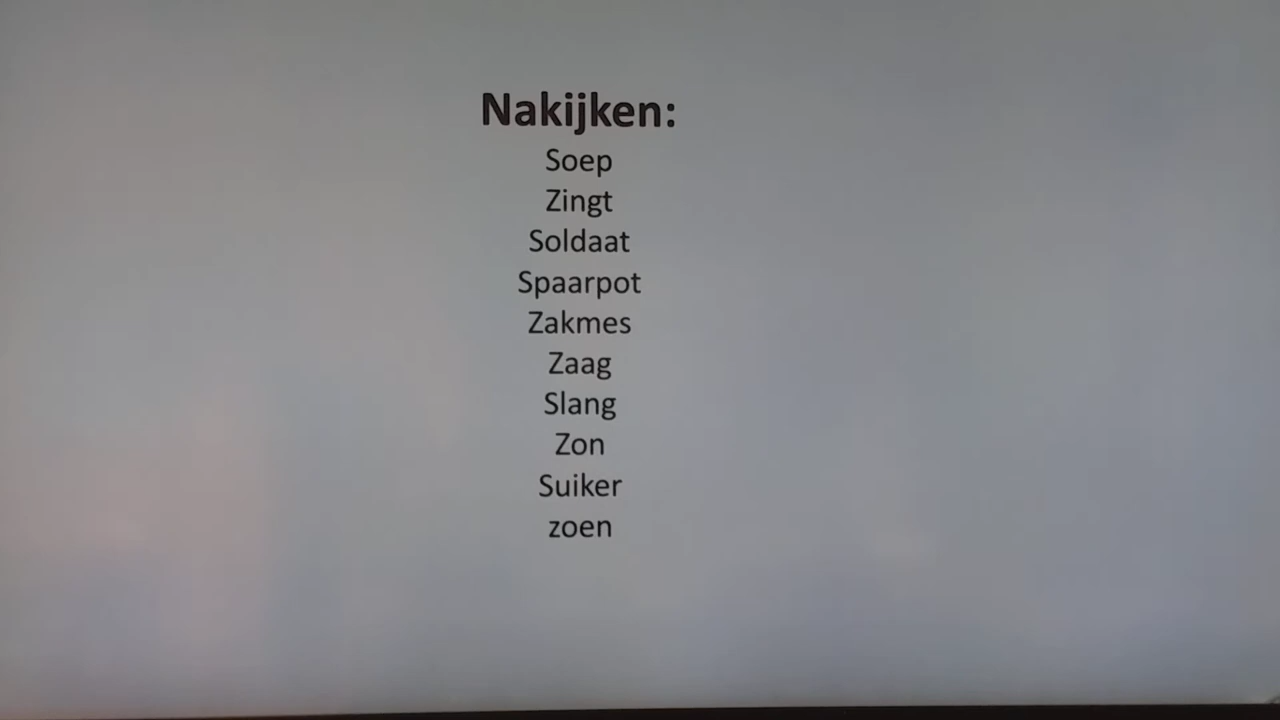 Nakijken:
Soep
Zingt
Soldaat
Spaarpot
Zakmes
Zaag
Slang
Zon
Suiker
zoen